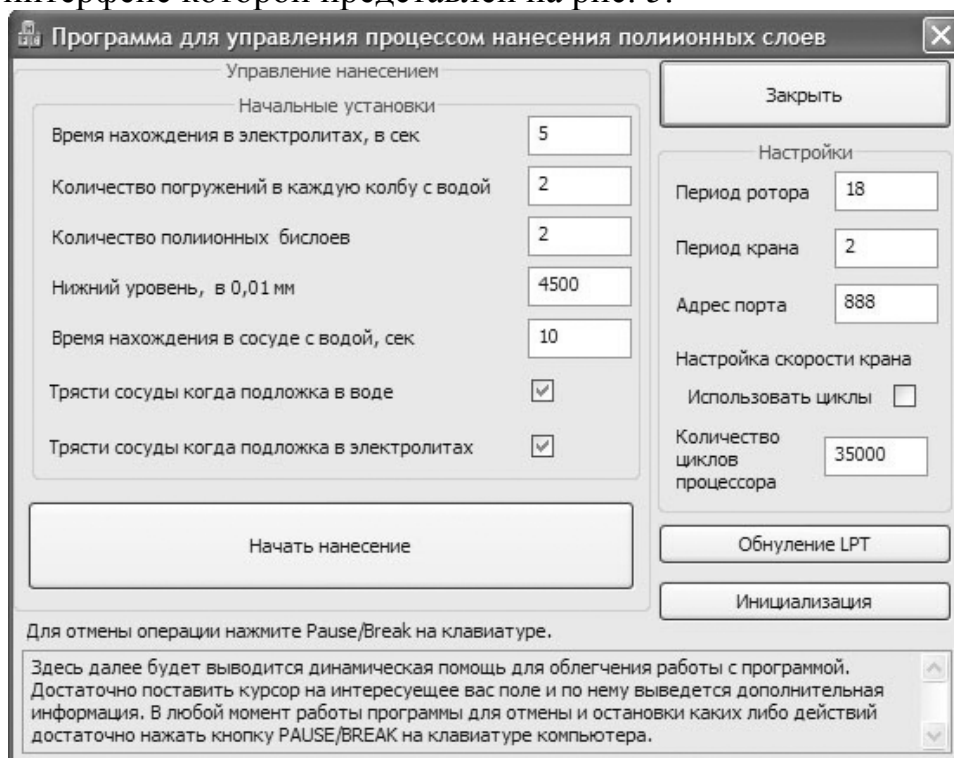 интерфейс которой представлен на рис. 5.
Программа для управления процессом нанесения полиионных слоев
Управление нанесением
Начальные установки
Время нахождения в электролитах, в сек
5
Количество погружений в каждую колбу с водой
2
Количество полиионных бислоев
2
Нижний уровень, в 0,01 мм
4500
Время нахождения в сосуде с водой, сек
10
Трясти сосуды когда подложка в воде
Трясти сосуды когда подложка в электролитах
Начать нанесение
Закрыть
Настройки
Период ротора
18
Период крана
2
Адрес порта
888
Настройка скорости крана
Использовать циклы
Количество
циклов
процессора
35000
Обнуление LPT
Инициализация
Для отмены операции нажмите Pause/Break на клавиатуре.
Здесь далее будет выводится динамическая помощь для облегчения работы с программой.
Достаточно поставить курсор на интересуещее вас поле и по нему выведется дополнительная
информация. В любой момент работы программы для отмены и остановки каких либо действий
достаточно нажать кнопку PAUSE/BREAK на клавиатуре компьютера.